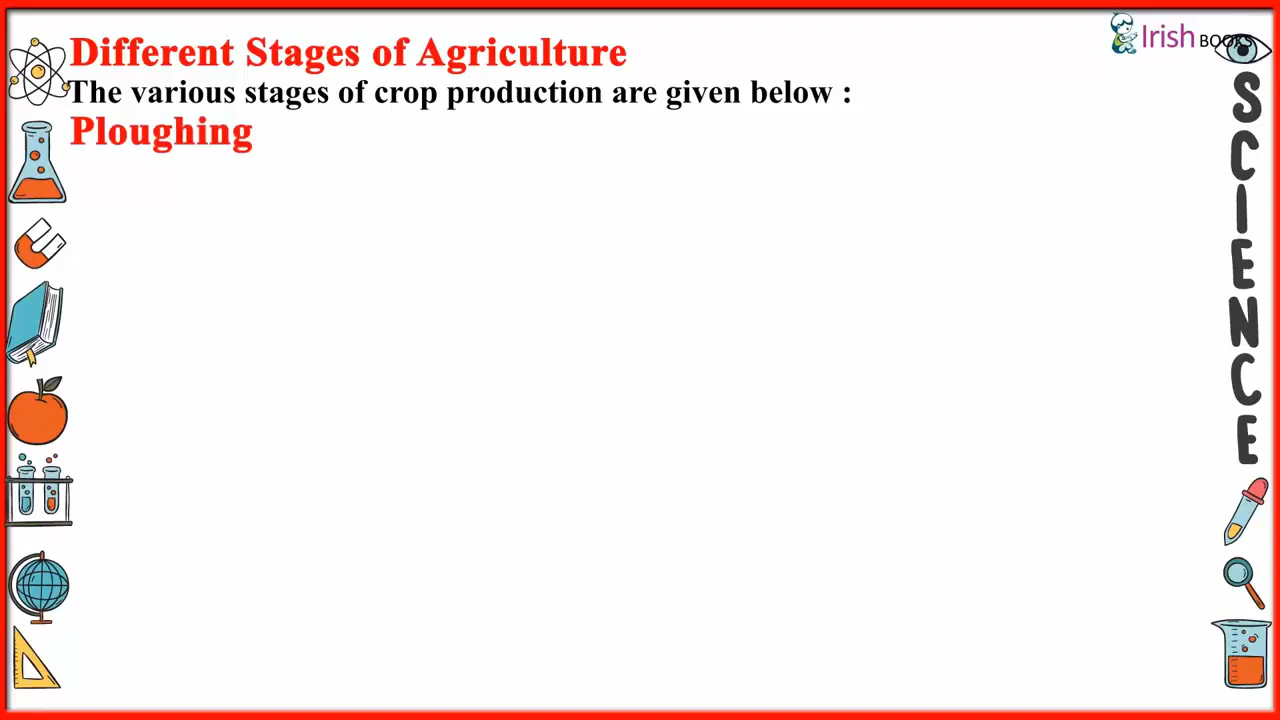 Different Stages of Agriculture
The various stages of crop production are given below :
Ploughing
Irish BOOKS
SCIENCE